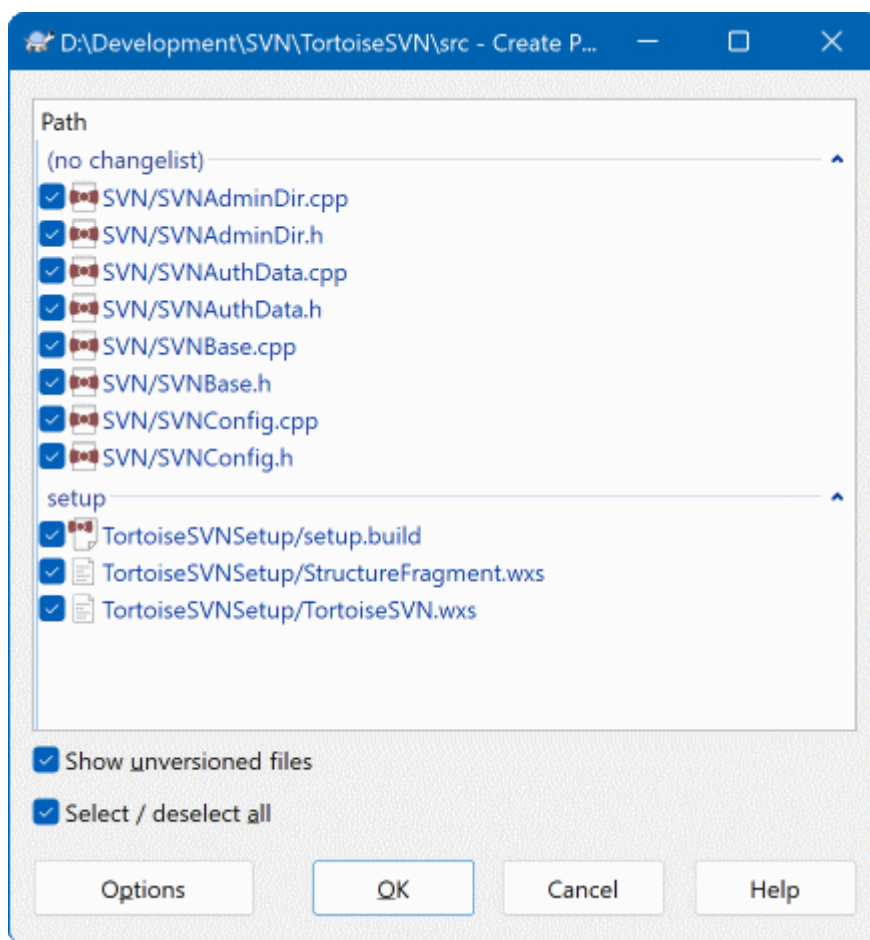 D:\Development\SVN\TortoiseSVN\src - Create P...
Path
(no changelist)
SVN/SVNAdminDir.cpp
SVN/SVNAdminDir.h
SVN/SVNAuthData.cpp
SVN/SVNAuthData.h
SVN/SVNBase.cpp
SVN/SVNBase.h
SVN/SVNConfig.cpp
SVN/SVNConfig.h
setup
TortoiseSVNSetup/setup.build
TortoiseSVNSetup/StructureFragment.wxs
TortoiseSVNSetup/TortoiseSVN.wxs
Show unversioned files
Select / deselect all
Options OK Cancel Help